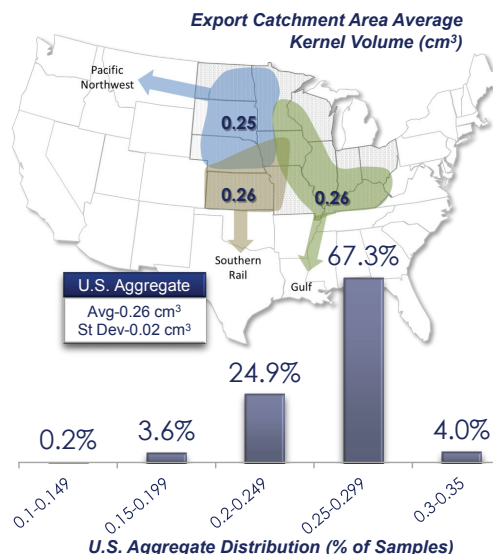 Export Catchment Area Average
Kernel Volume (cm³)
Pacific
Northwest
0.25
0.26
0.26
Southern
Rail
Gulf
U.S. Aggregate
Avg-0.26 cm³
St Dev-0.02 cm³
0.2%
3.6%
24.9%
67.3%
4.0%
0.1-0.149
0.15-0.199
0.2-0.249
0.25-0.299
0.3-0.35
U.S. Aggregate Distribution (% of Samples)